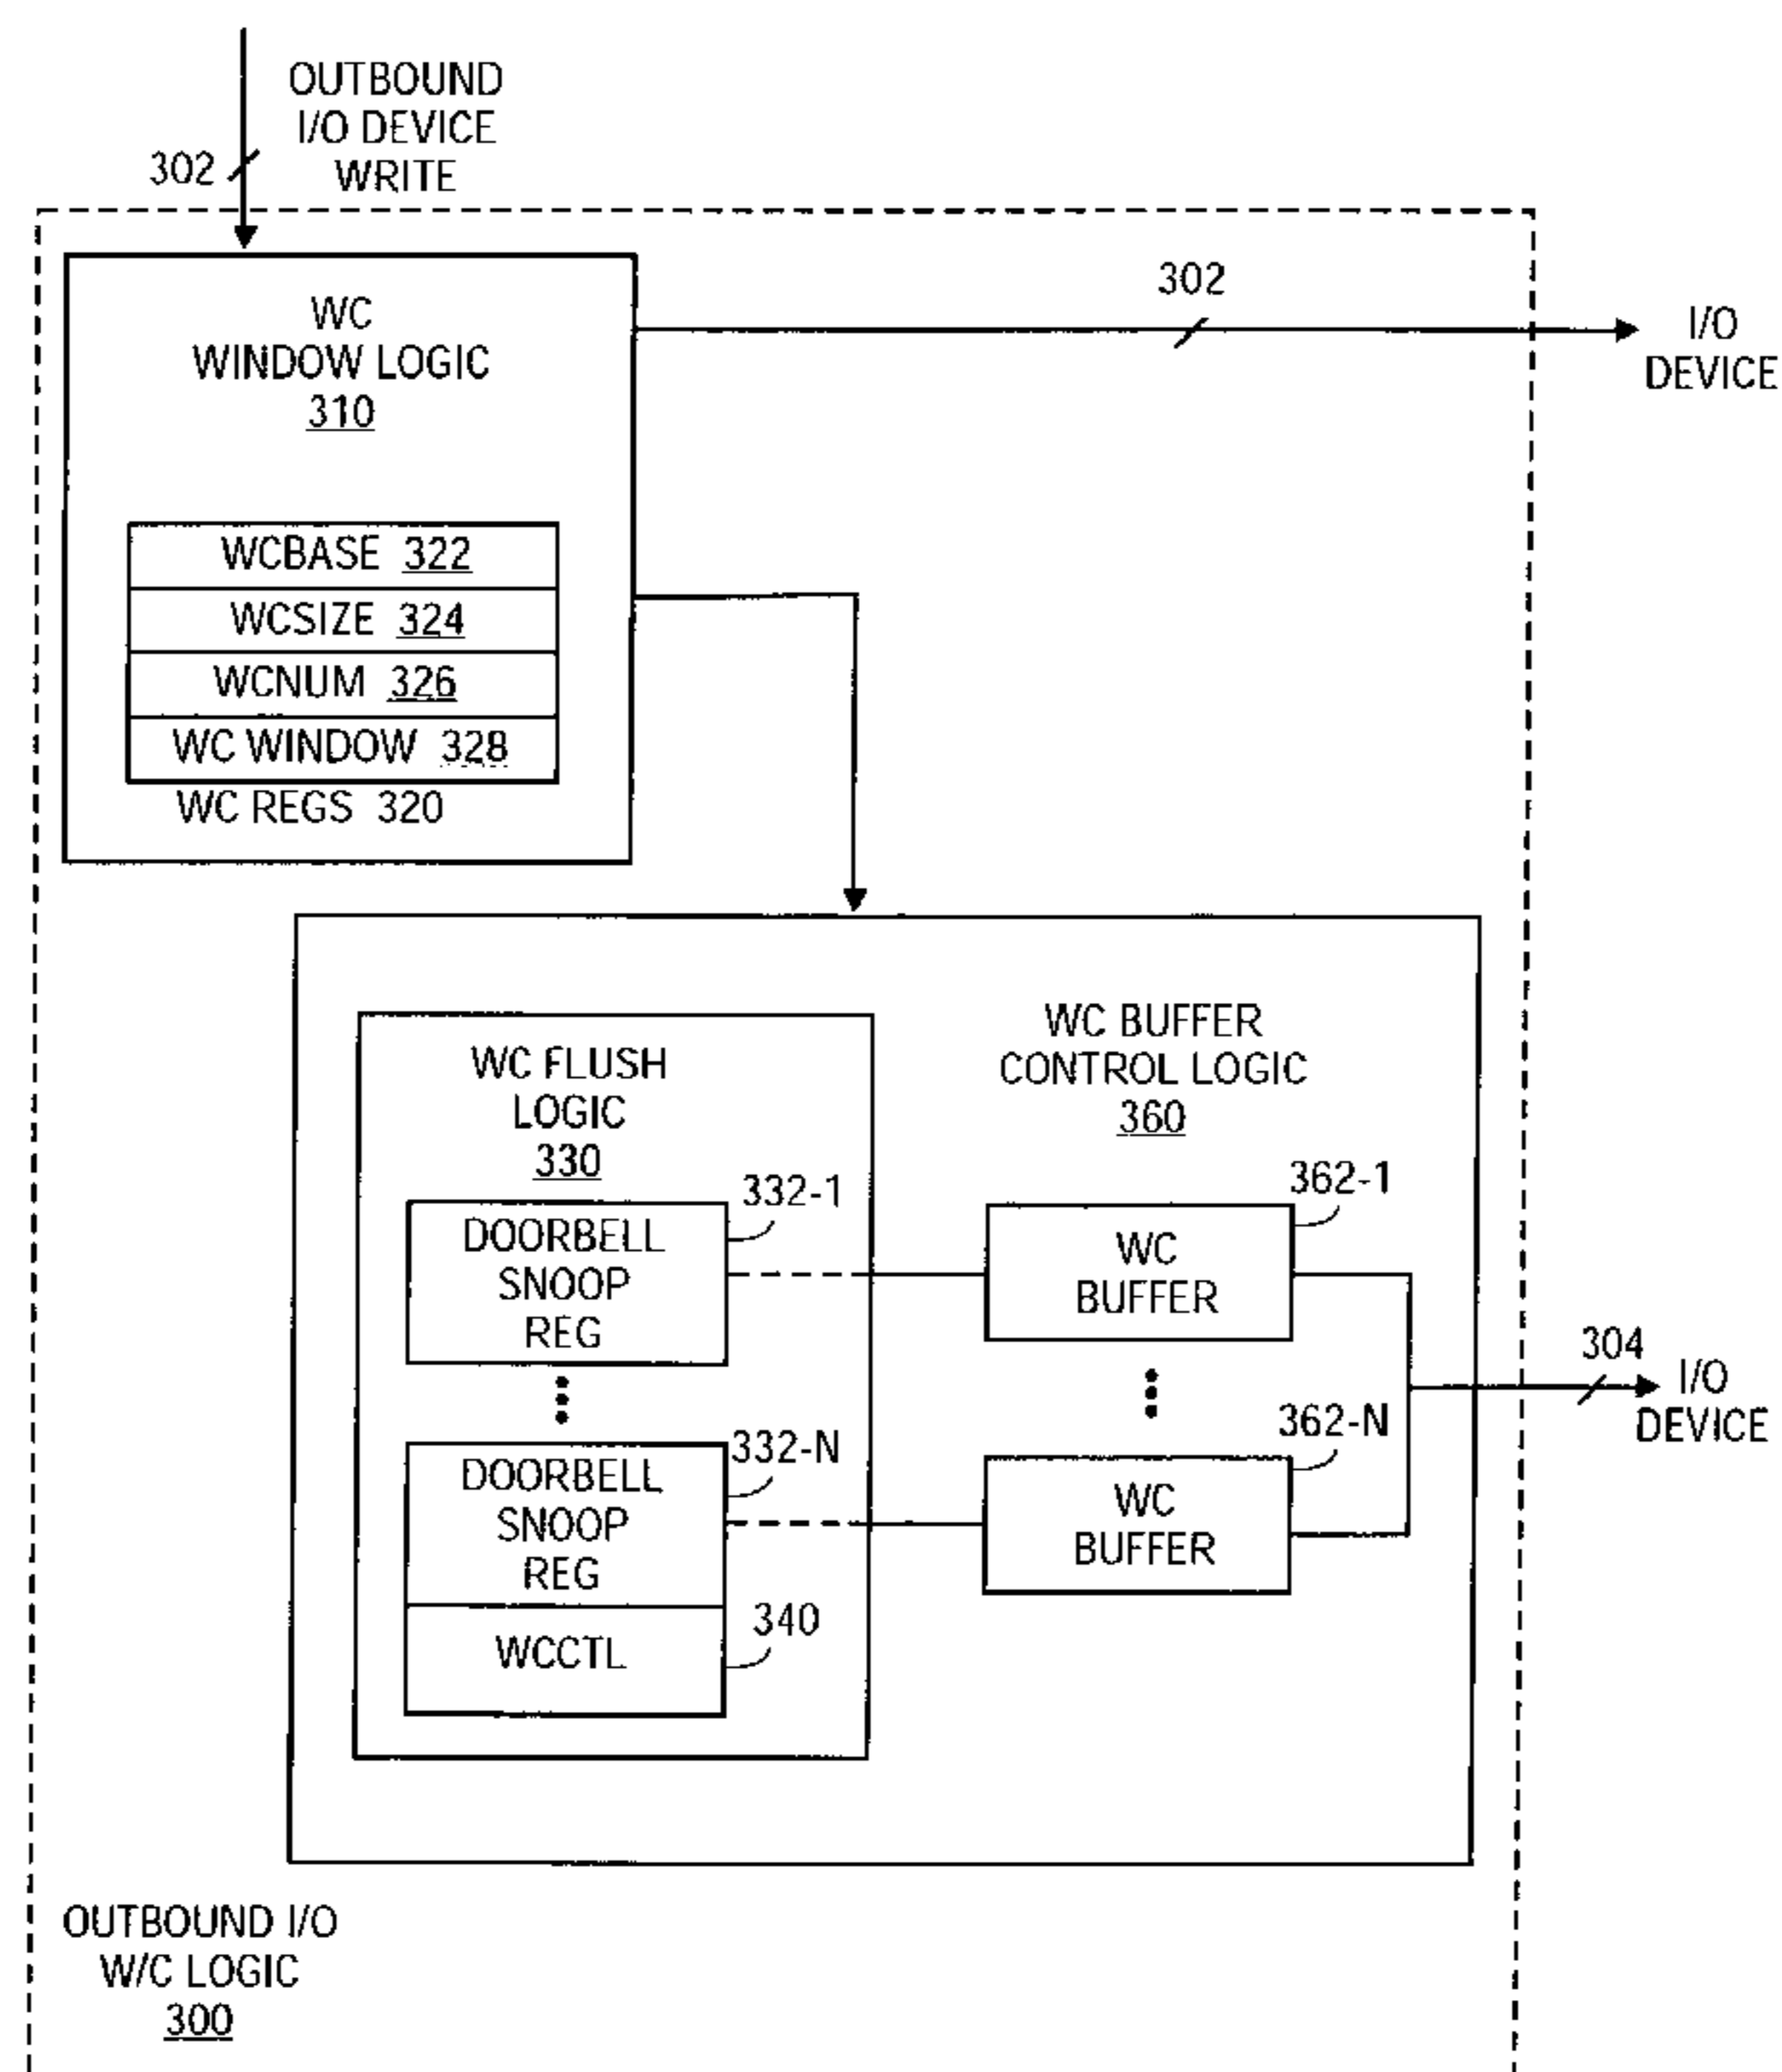 OUTBOUND
I/O DEVICE
WRITE
302
302
I/O
DEVICE
WC
WINDOW LOGIC
310
WCBASE 322
WCSIZE 324
WCNUM 326
WC WINDOW 328
WC REGS 320
WC BUFFER
CONTROL LOGIC
360
WC FLUSH
LOGIC
330
332-1
DOORBELL
SNOOP
REG
362-1
WC
BUFFER
304
I/O
DEVICE
332-N
DOORBELL
SNOOP
REG
362-N
WC
BUFFER
340
WCCTL
OUTBOUND I/O
W/C LOGIC
300